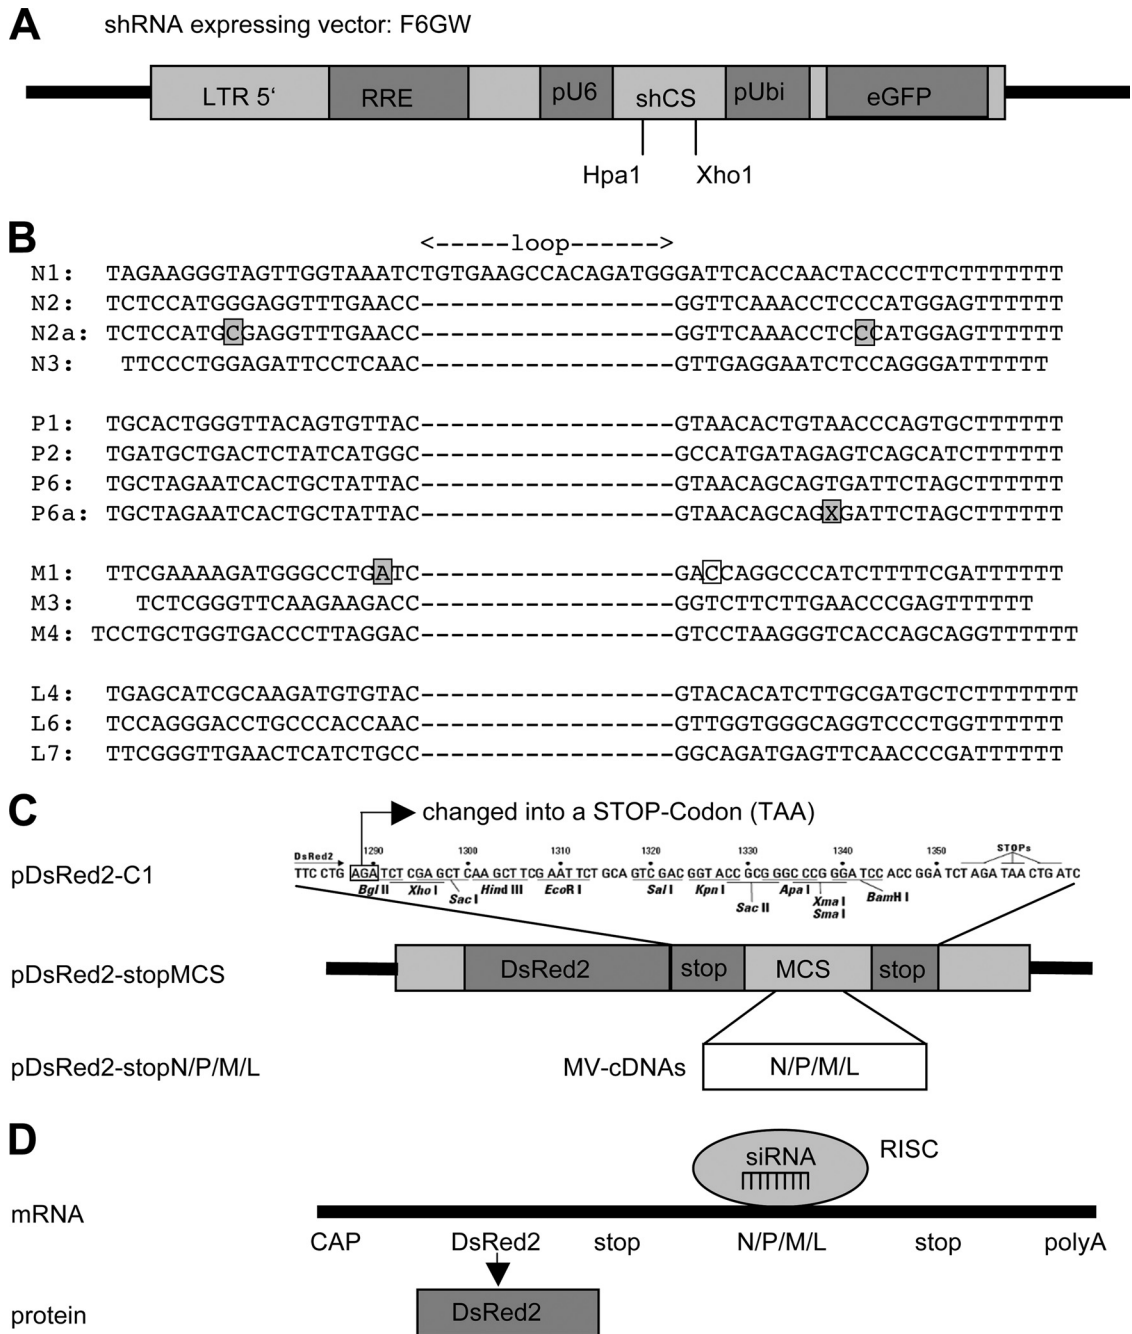 A shRNA expressing vector: F6GW
LTR 5‘ RRE pU6 shCS pUbi eGFP
Hpa1 Xho1
B <-----loop------>
N1: TAGAAGGGTAGTTGGTAAATCTGTGAAGCCACAGATGGGATTCACCAACTACCCTTCTTTTTTT
N2: TCTCCATGGGAGGTTTGAACC-----------------GGTTCAAACCTCCCATGGAGTTTTTT
N2a: TCTCCATGCGAGGTTTGAACC-----------------GGTTCAAACCTCCCATGGAGTTTTTT
N3: TTCCCTGGAGATTCCTCAAC-----------------GTTGAGGAATCTCCAGGGATTTTTT
P1: TGCACTGGGTTACAGTGTTAC-----------------GTAACACTGTAACCCAGTGCTTTTTT
P2: TGATGCTGACTCTATCATGGC-----------------GCCATGATAGAGTCAGCATCTTTTTT
P6: TGCTAGAATCACTGCTATTAC-----------------GTAACAGCAGTGATTCTAGCTTTTTT
P6a: TGCTAGAATCACTGCTATTAC-----------------GTAACAGCAGXGATTCTAGCTTTTTT
M1: TTCGAAAAGATGGGCCTGATC-----------------GACCAGGCCCATCTTTTCGATTTTTT
M3: TCTCGGGTTCAAGAAGACC-----------------GGTCTTCTTGAACCCGAGTTTTTT
M4: TCCTGCTGGTGACCCTTAGGAC-----------------GTCCTAAGGGTCACCAGCAGGTTTTTT
L4: TGAGCATCGCAAGATGTGTAC-----------------GTACACATCTTGCGATGCTCTTTTTTT
L6: TCCAGGGACCTGCCCACCAAC-----------------GTTGGTGGGCAGGTCCCTGGTTTTTT
L7: TTCGGGTTGAACTCATCTGCC-----------------GGCAGATGAGTTCAACCCGATTTTTT
C changed into a STOP-Codon (TAA)
DsRed2 1290 1300 1310 1320 1330 1340 1350 STOPs
pDsRed2-C1 TTC CTG AGA TCT CGA GCT CAA GCT TCG AAT TCT GCA GTC GAC GGT ACC GCG GGC CCG GGA TCC ACC GGA TCT AGA TAA CTG ATC
Bgl II Xho I Sac I Hind III EcoR I Sal I Kpn I Sac II Apa I Xma I BamH I
Sma I
pDsRed2-stopMCS DsRed2 stop MCS stop
pDsRed2-stopN/P/M/L MV-cDNAs N/P/M/L
D siRNA RISC
mRNA
CAP DsRed2 stop N/P/M/L stop polyA
protein DsRed2